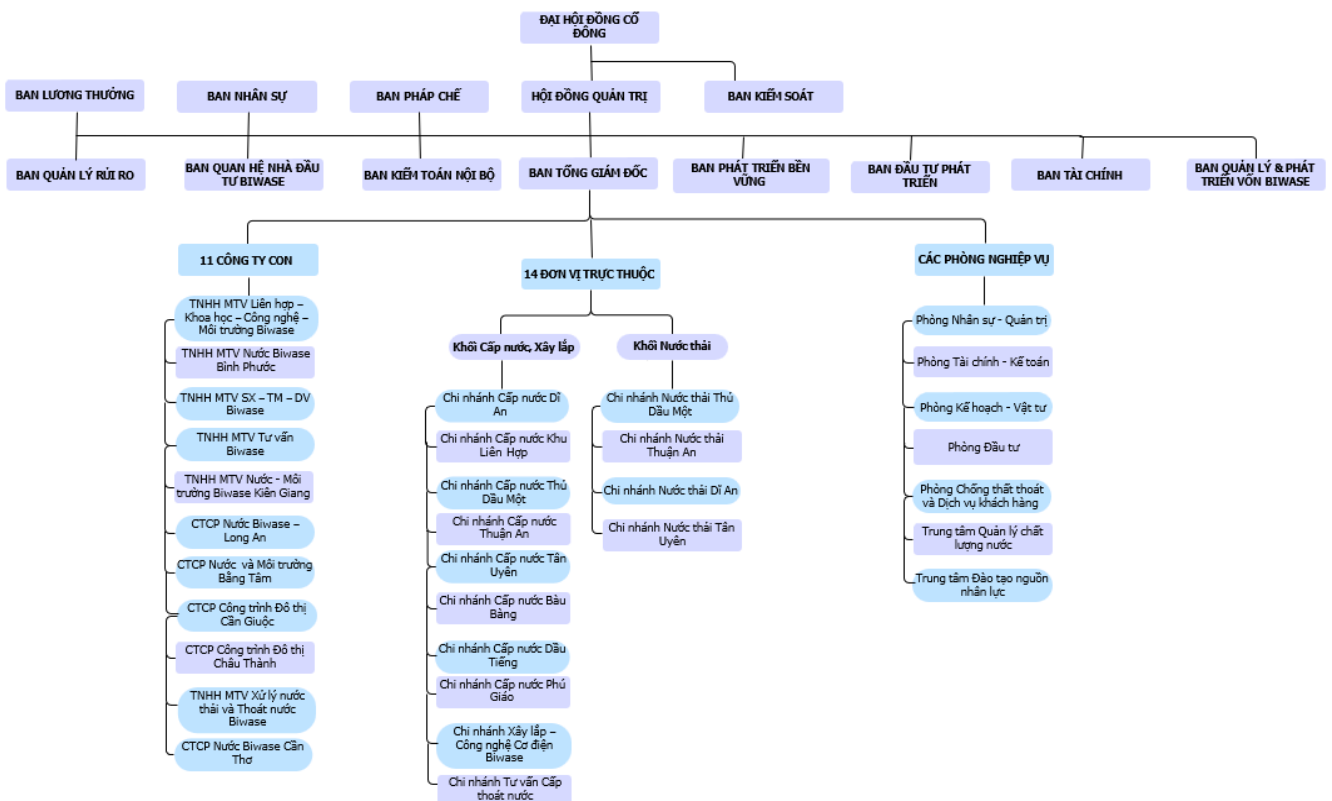 ĐẠI HỘI ĐỒNG CỔ
ĐÔNG
BAN LƯƠNG THƯỞNG
BAN NHÂN SỰ
BAN PHÁP CHẾ
HỘI ĐỒNG QUẢN TRỊ
BAN KIỂM SOÁT
BAN QUẢN LÝ RỦI RO
BAN QUAN HỆ NHÀ ĐẦU
TƯ BIWASE
BAN KIỂM TOÁN NỘI BỘ
BAN TỔNG GIÁM ĐỐC
BAN PHÁT TRIỂN BỀN
VỮNG
BAN ĐẦU TƯ PHÁT
TRIỂN
BAN TÀI CHÍNH
BAN QUẢN LÝ & PHÁT
TRIỂN VỐN BIWASE
11 CÔNG TY CON
TNHH MTV Liên hợp –
Khoa học – Công nghệ –
Môi trường Biwase
TNHH MTV Nước Biwase
Bình Phước
TNHH MTV SX – TM – DV
Biwase
TNHH MTV Tư vấn
Biwase
TNHH MTV Nước - Môi
trường Biwase Kiên Giang
CTCP Nước Biwase –
Long An
CTCP Nước và Môi trường
Bằng Tâm
CTCP Công trình Đô thị
Cần Giuộc
CTCP Công trình Đô thị
Châu Thành
TNHH MTV Xử lý nước
thải và Thoát nước
Biwase
CTCP Nước Biwase Cần
Thơ
14 ĐƠN VỊ TRỰC THUỘC
Khối Cấp nước, Xây lắp
Chi nhánh Cấp nước Dĩ
An
Chi nhánh Cấp nước Khu
Liên Hợp
Chi nhánh Cấp nước Thủ
Dầu Một
Chi nhánh Cấp nước
Thuận An
Chi nhánh Cấp nước Tân
Uyên
Chi nhánh Cấp nước Bàu
Bàng
Chi nhánh Cấp nước Dầu
Tiếng
Chi nhánh Cấp nước Phú
Giáo
Chi nhánh Xây lắp –
Công nghệ Cơ điện
Biwase
Chi nhánh Tư vấn Cấp
thoát nước
Khối Nước thải
Chi nhánh Nước thải Thủ
Dầu Một
Chi nhánh Nước thải
Thuận An
Chi nhánh Nước thải Dĩ An
Chi nhánh Nước thải Tân
Uyên
CÁC PHÒNG NGHIỆP VỤ
Phòng Nhân sự - Quản trị
Phòng Tài chính - Kế toán
Phòng Kế hoạch - Vật tư
Phòng Đầu tư
Phòng Chống thất thoát
và Dịch vụ khách hàng
Trung tâm Quản lý chất
lượng nước
Trung tâm Đào tạo nguồn
nhân lực